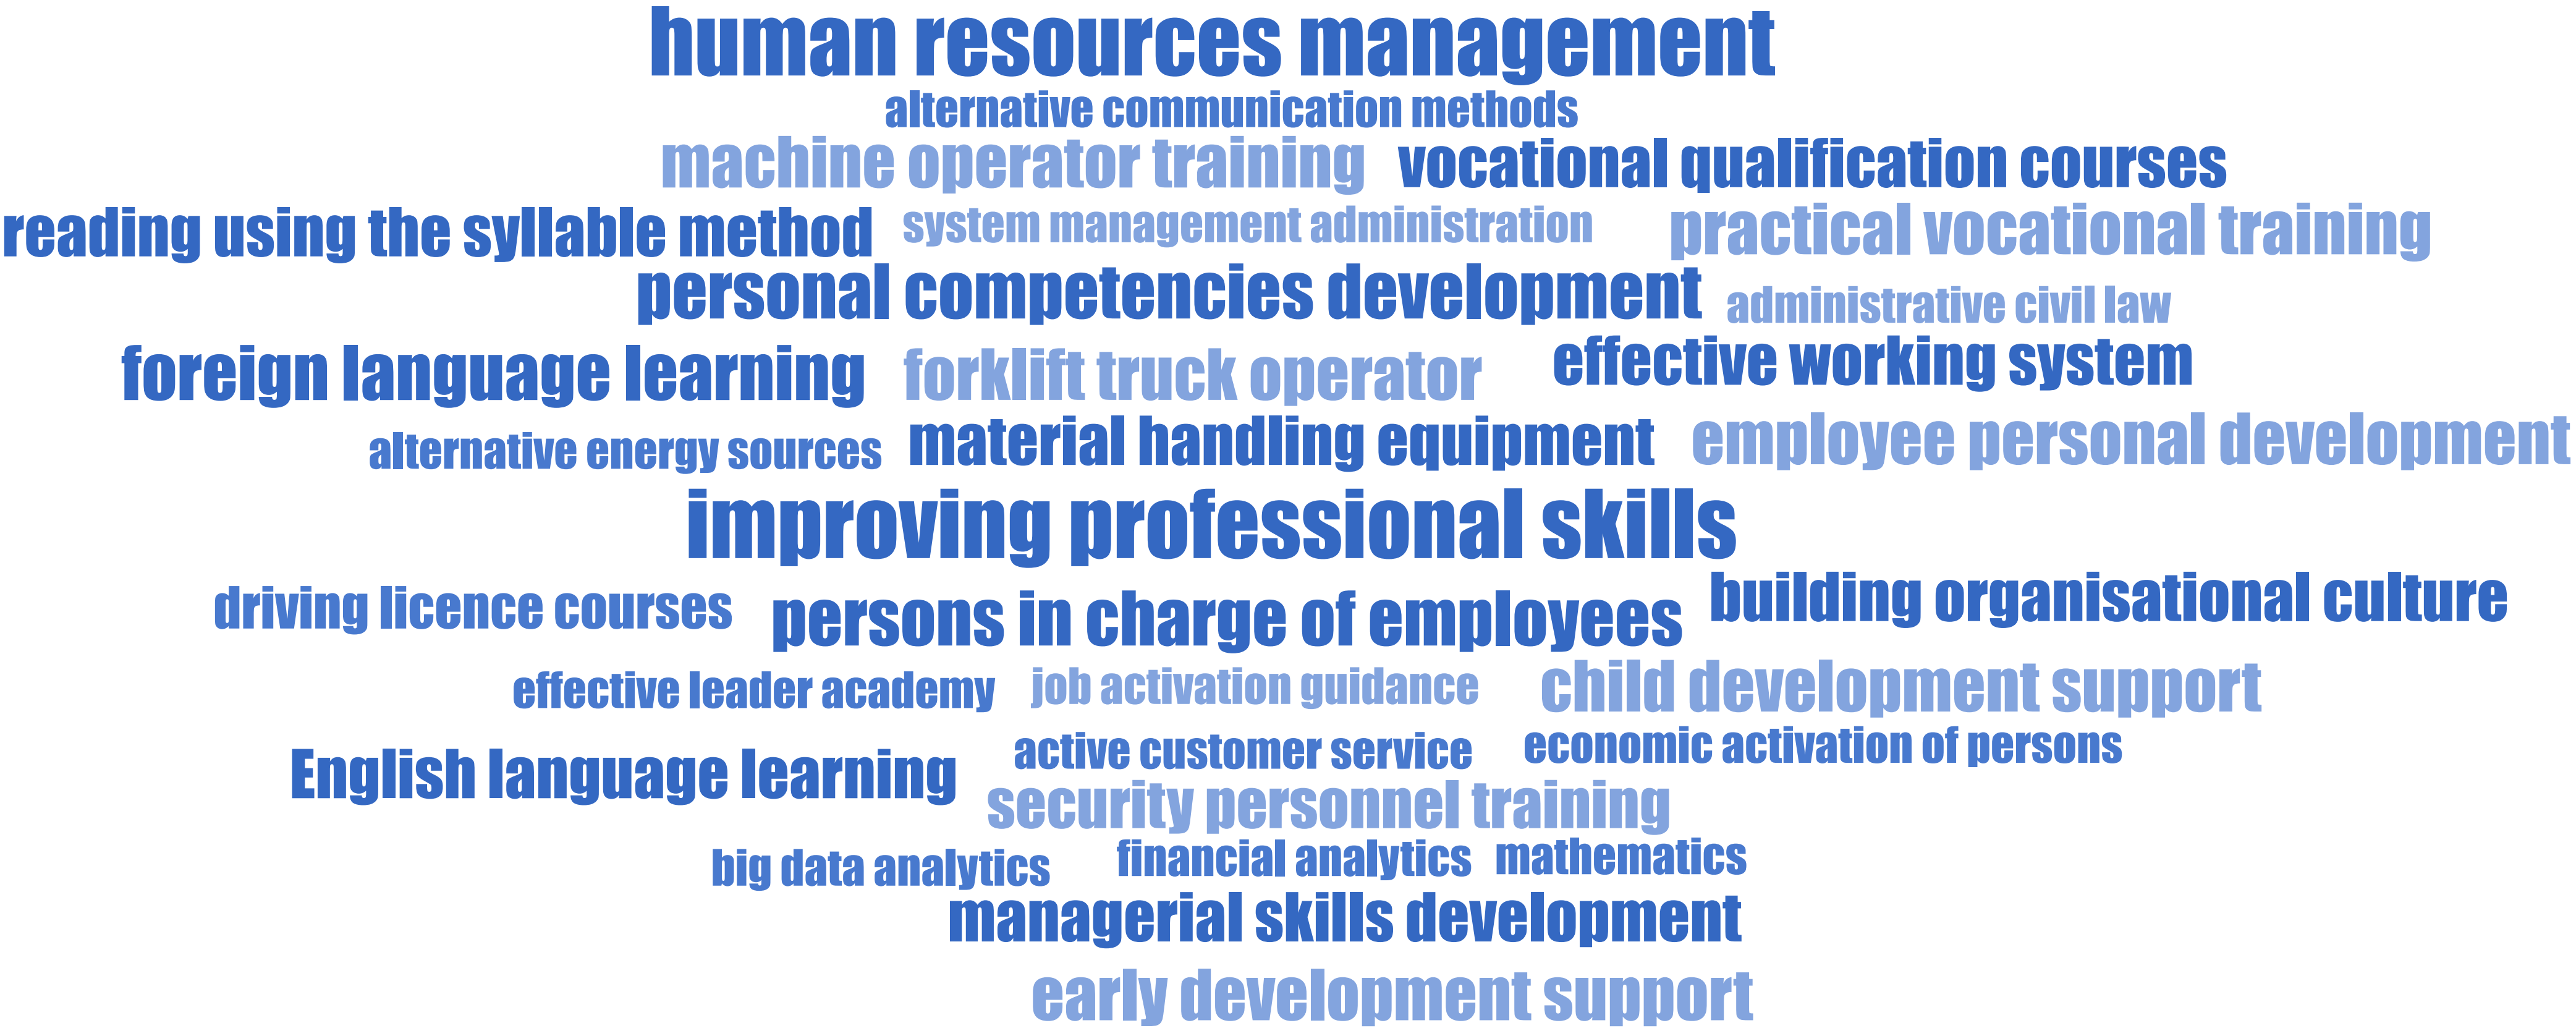 human resources management
alternative communication methods
machine operator training vocational qualification courses
reading using the syllable method system management administration practical vocational training
personal competencies development administrative civil law
foreign language learning forklift truck operator effective working system
alternative energy sources material handling equipment employee personal development
improving professional skills
driving licence courses persons in charge of employees building organisational culture
effective leader academy job activation guidance child development support
English language learning active customer service economic activation of persons
security personnel training
big data analytics financial analytics mathematics
managerial skills development
early development support